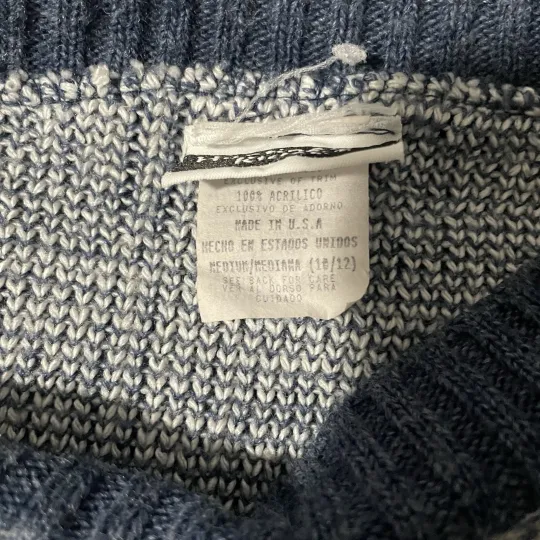 EXCLUSIVE OF TRIM
100% ACRILICO
EXCLUSIVO DE ADORNO
MADE IN U.S.A
HECHO EN ESTADOS UNIDOS
MEDIUM/MEDIANA (10/12)
SEE BACK FOR CARE
VER AL DORSO PARA
CUIDADO